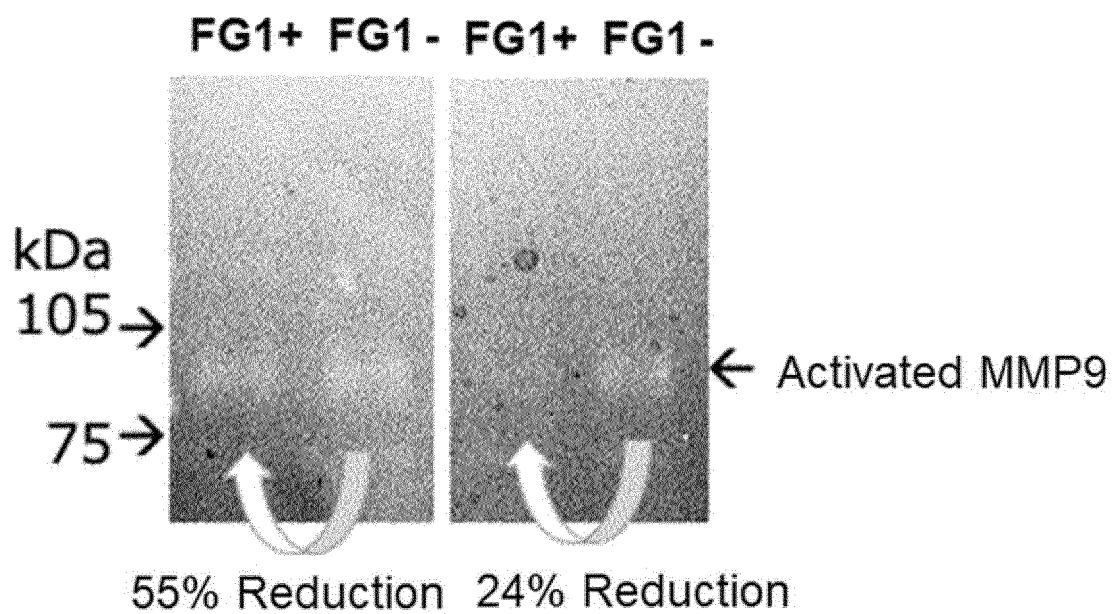 FG1+ FG1 - FG1+ FG1 -
kDa
105
75
Activated MMP9
55% Reduction 24% Reduction